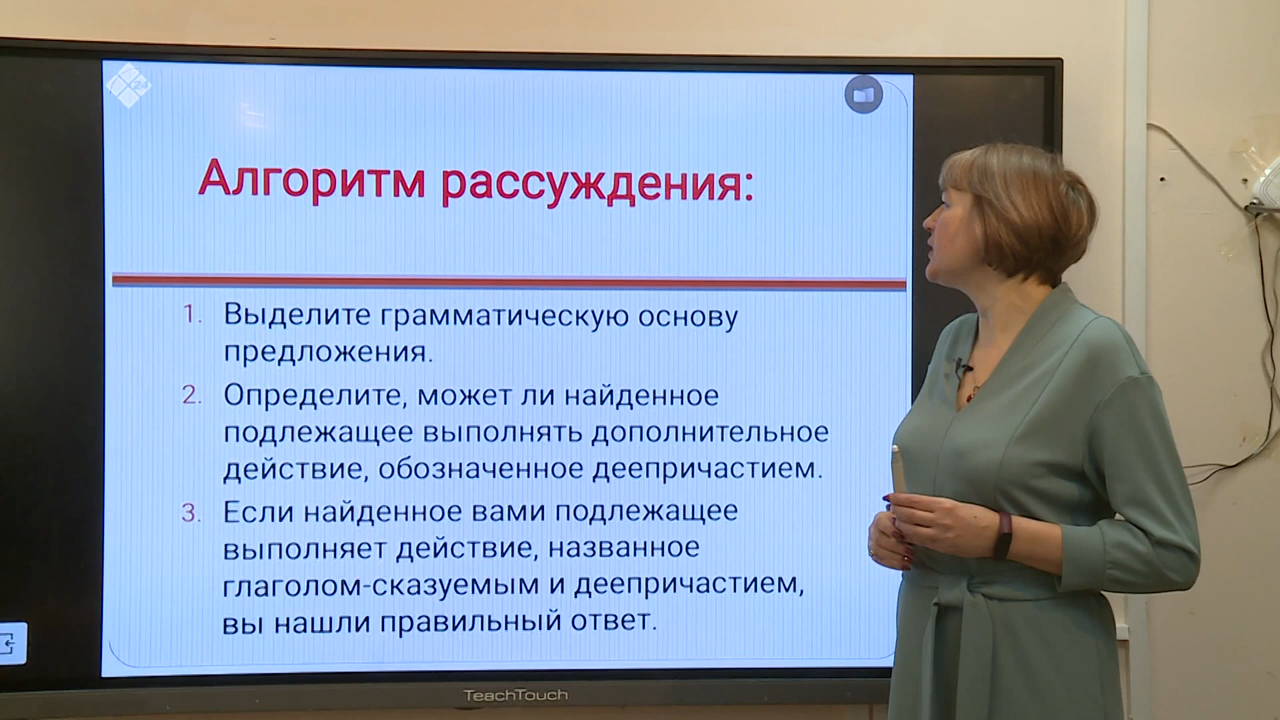 24
Алгоритм рассуждения:
1. Выделите грамматическую основу
предложения.
2. Определите, может ли найденное
подлежащее выполнять дополнительное
действие, обозначенное деепричастием.
3. Если найденное вами подлежащее
выполняет действие, названное
глаголом-сказуемым и деепричастием,
вы нашли правильный ответ.
TeachTouch